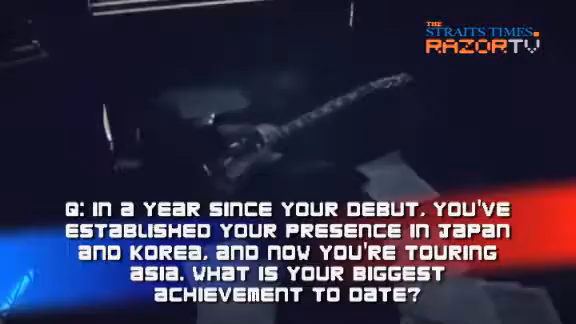 THE
STRAITS TIMES
RAZORTV
Q: IN A YEAR SINCE YOUR DEBUT, YOU'VE
ESTABLISHED YOUR PRESENCE IN JAPAN
AND KOREA, AND NOW YOU'RE TOURING
ASIA. WHAT IS YOUR BIGGEST
ACHIEVEMENT TO DATE?